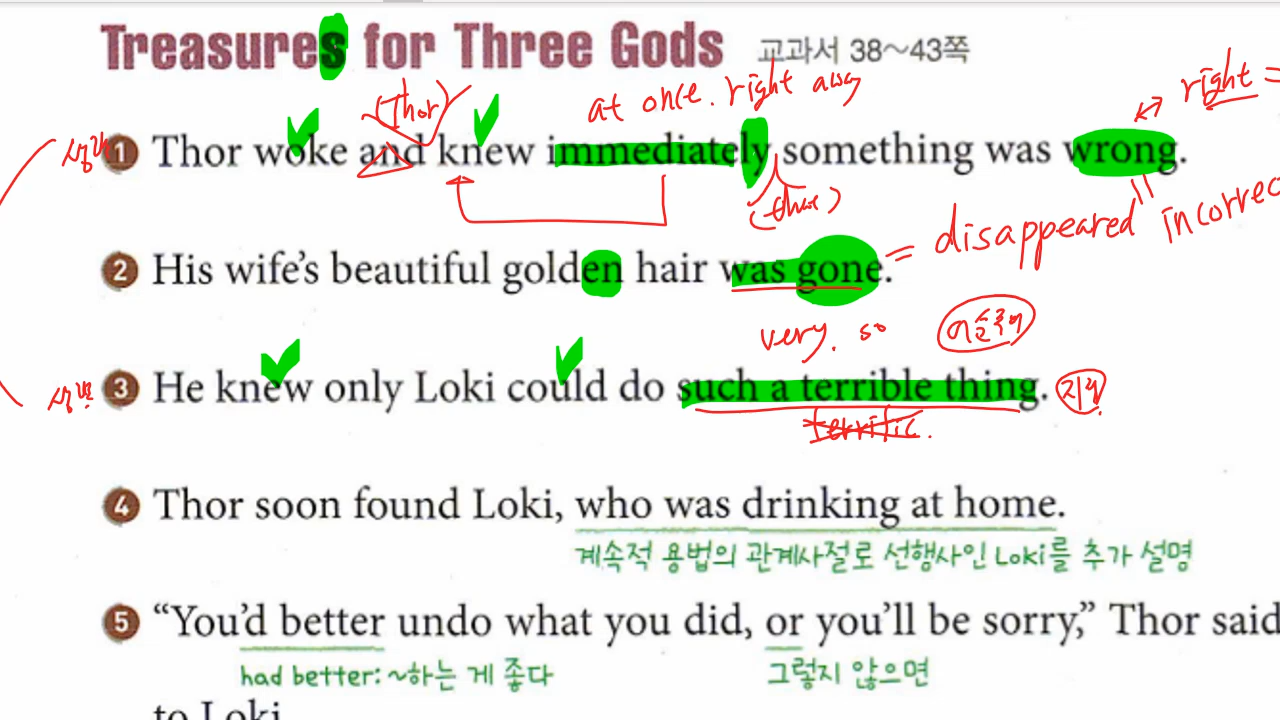 Treasures for Three Gods 교과서 38~43쪽
(Thor) at once. right away right =
1 Thor woke and knew immediately something was wrong.
(that)
2 His wife's beautiful golden hair was gone. = disappeared incorrec
very. so
3 He knew only Loki could do such a terrible thing.
terrific.
4 Thor soon found Loki, who was drinking at home.
계속적 용법의 관계사절로 선행사인 Loki를 추가 설명
5 “You'd better undo what you did, or you'll be sorry,” Thor said
had better: ~하는 게 좋다 그렇지 않으면
to Loki